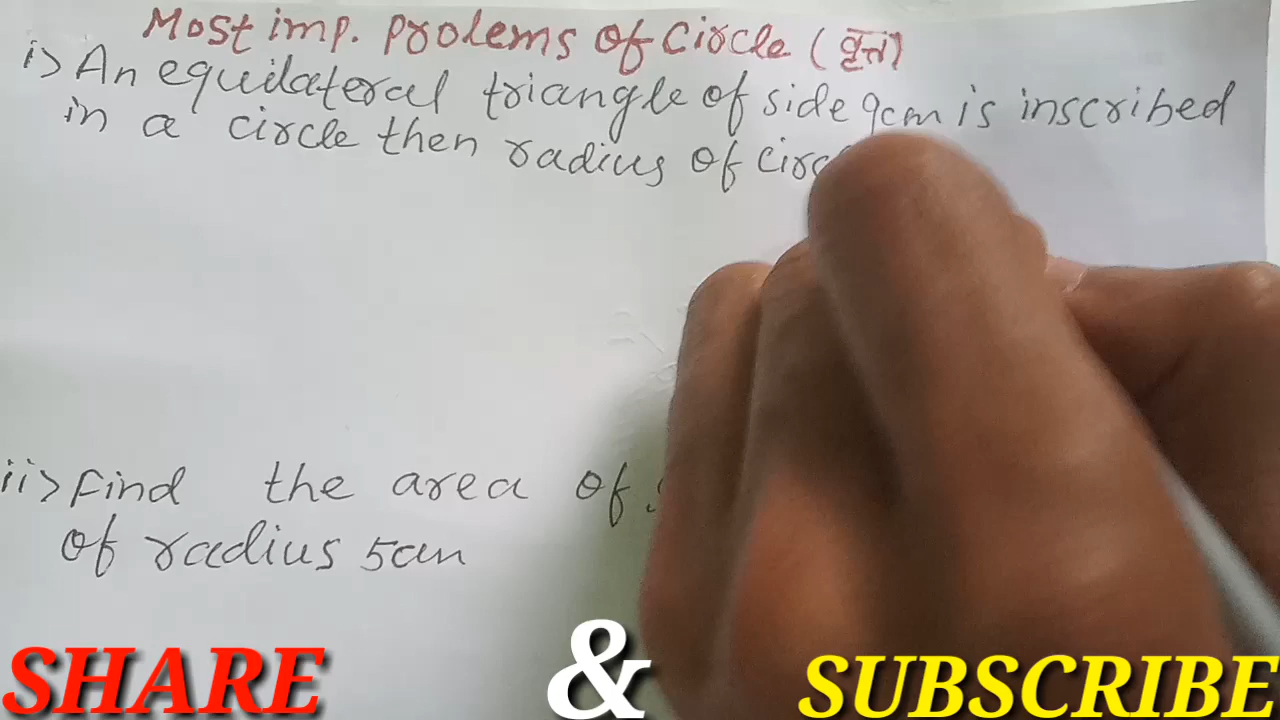 Most imp. prolems of Circle (वृत्त)
i> An equilateral triangle of side 9cm is inscribed
in a circle then radius of circ
ii> Find the area of
of radius 5cm
SHARE & SUBSCRIBE